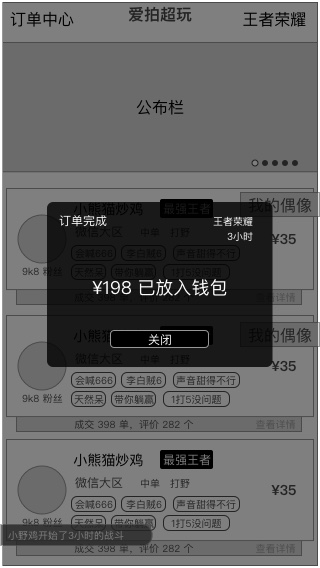 订单中心 爱拍超玩 王者荣耀
公布栏
小熊猫炒鸡 最强王者 我的偶像
微信大区 中单 打野 ¥35
会喊666 李白贼6 声音甜得不行
9k8 粉丝 天然呆 带你躺赢 1打5没问题
成交 398 单，评价 282 个 查看详情
订单完成 王者荣耀
3小时
¥198 已放入钱包
关闭
小熊 我的偶像
微信大区 中单 打野 ¥35
会喊666 李白贼6 声音甜得不行
9k8 粉丝 天然呆 带你躺赢 1打5没问题
成交 398 单，评价 282 个 查看详情
小熊猫炒鸡 最强王者
微信大区 中单 打野 ¥35
会喊666 李白贼6 声音甜得不行
9k8 粉丝 天然呆 带你躺赢 1打5没问题
小野鸡开始了3小时的战斗
成交 398 单，评价 282 个 查看详情